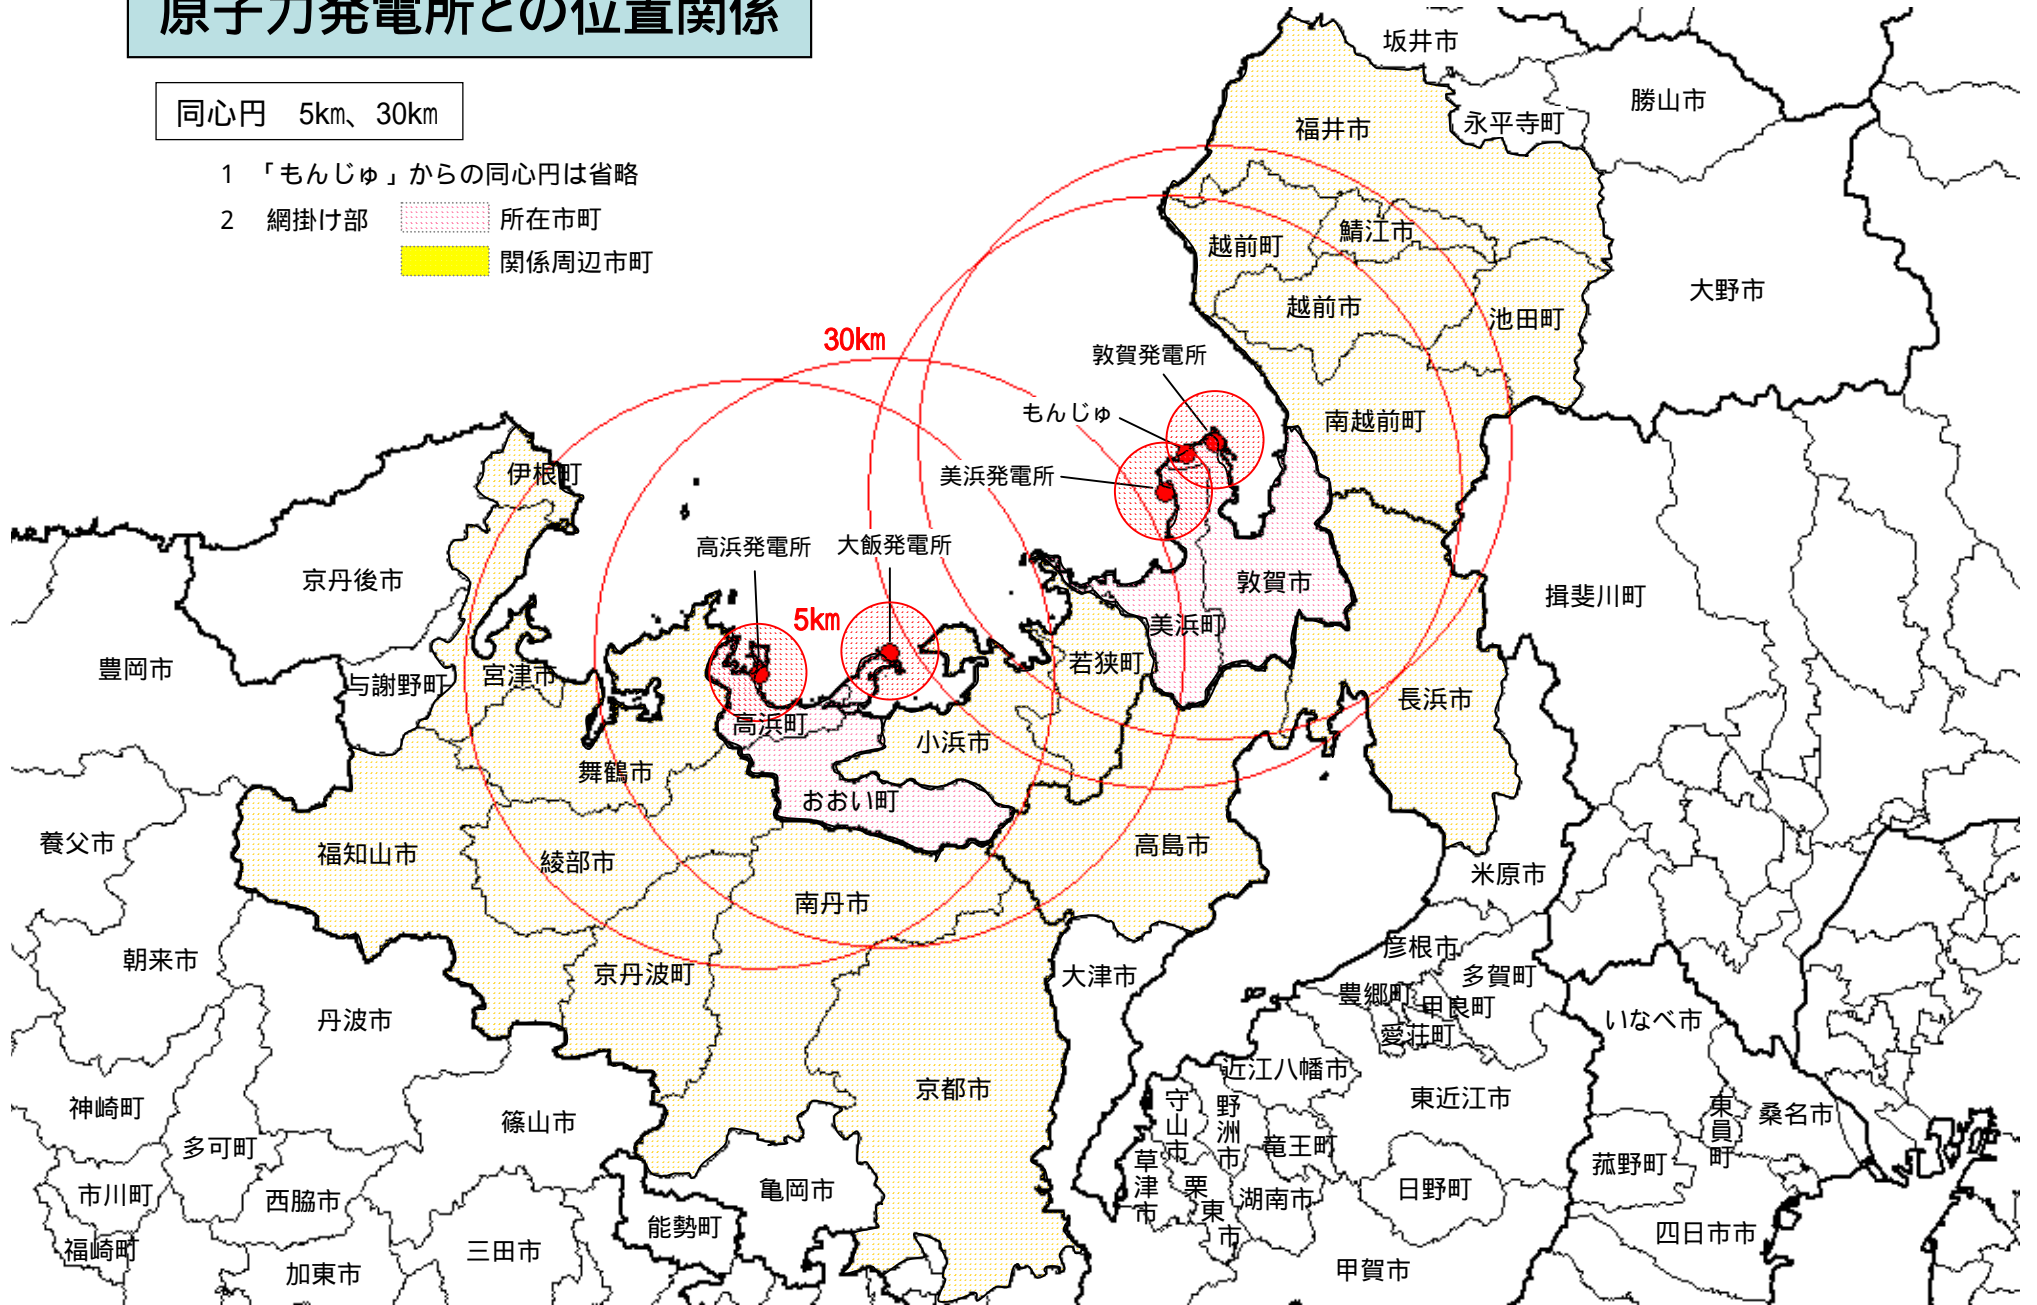 原子力発電所との位置関係
同心円　5km、30km
1　「もんじゅ」からの同心円は省略
2　網掛け部　所在市町
関係周辺市町
坂井市
勝山市
永平寺町
福井市
鯖江市
越前町
大野市
越前市
池田町
30km
敦賀発電所
もんじゅ
南越前町
美浜発電所
伊根町
高浜発電所
大飯発電所
京丹後市
敦賀市
揖斐川町
5km
美浜町
豊岡市
与謝野町
宮津市
若狭町
長浜市
高浜町
小浜市
舞鶴市
おおい町
養父市
福知山市
綾部市
高島市
米原市
南丹市
彦根市
朝来市
京丹波町
大津市
多賀町
豊郷町
甲良町
丹波市
愛荘町
いなべ市
近江八幡市
京都市
神崎町
守山市
野洲市
東近江市
東員町
桑名市
篠山市
多可町
竜王町
草津市
菰野町
市川町
西脇市
亀岡市
栗東市
湖南市
日野町
能勢町
四日市市
福崎町
三田市
加東市
甲賀市